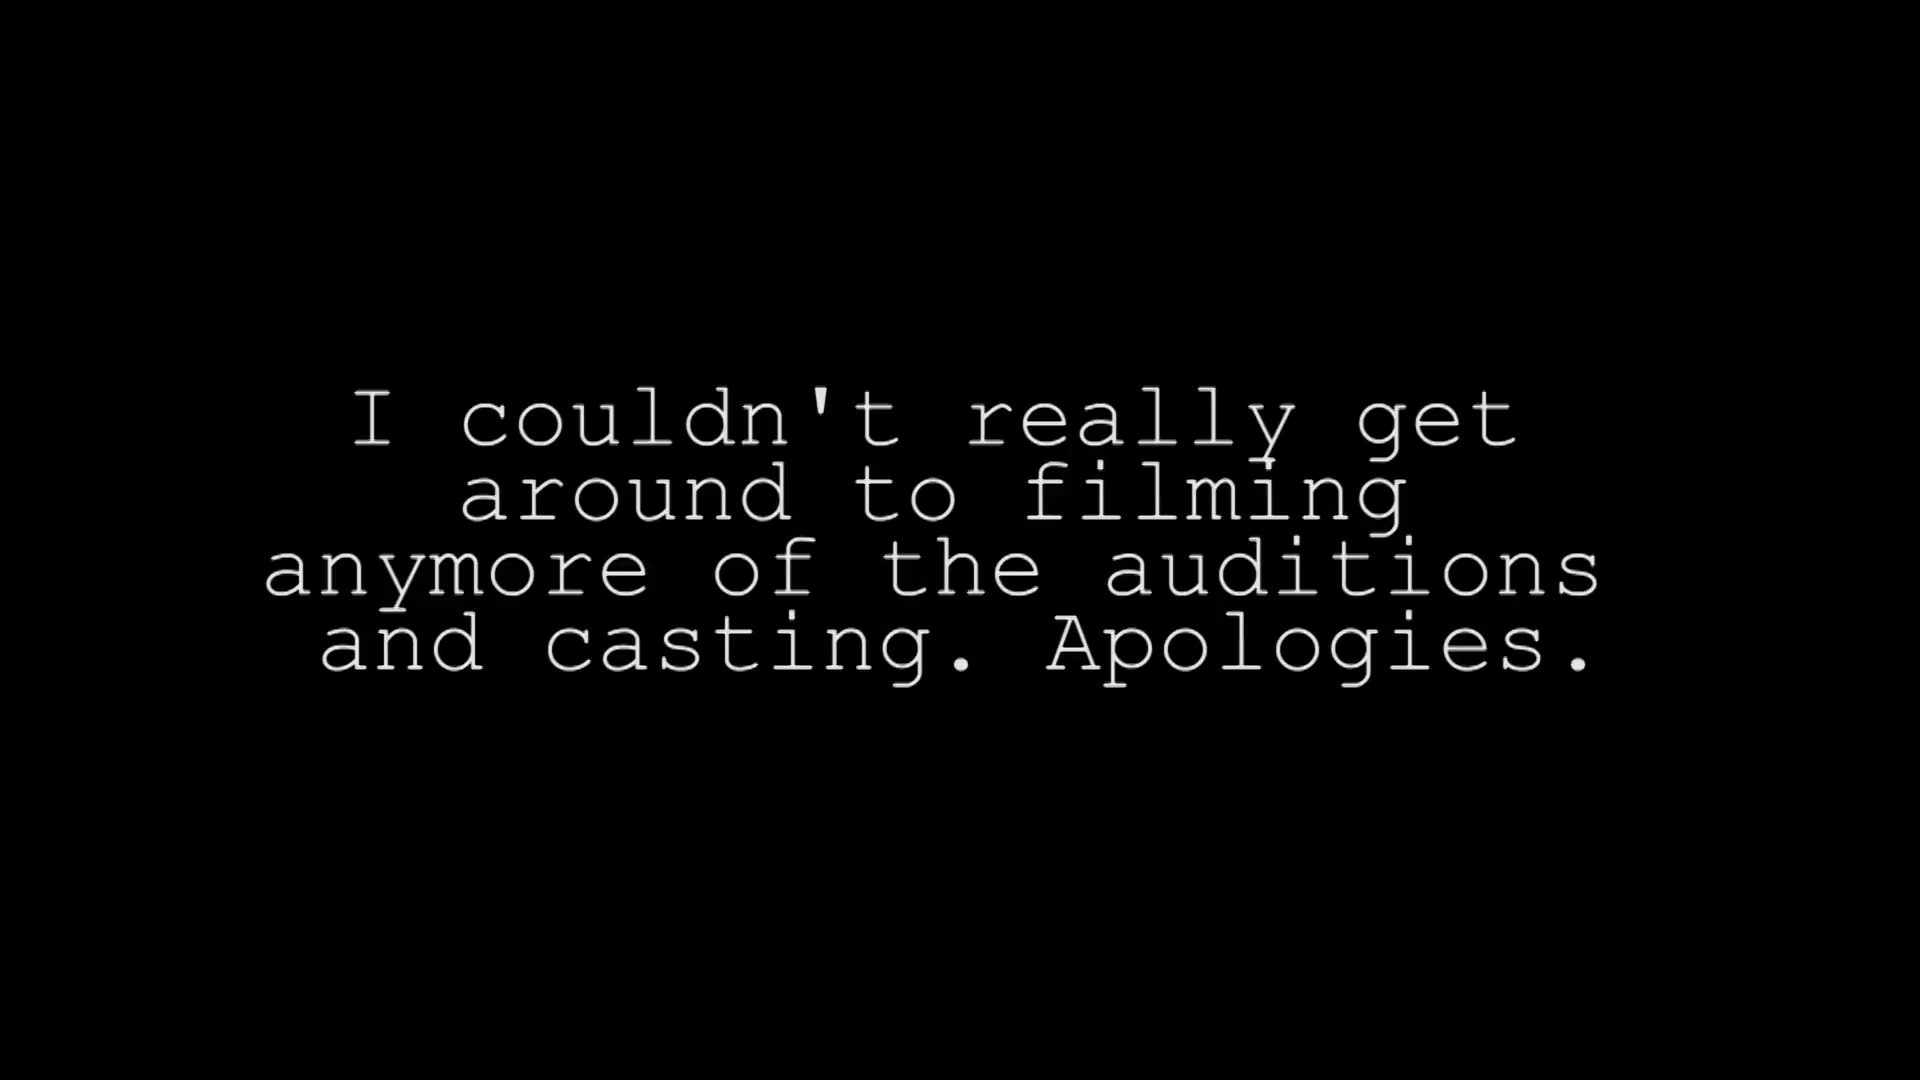 I couldn't really get
around to filming
anymore of the auditions
and casting. Apologies.